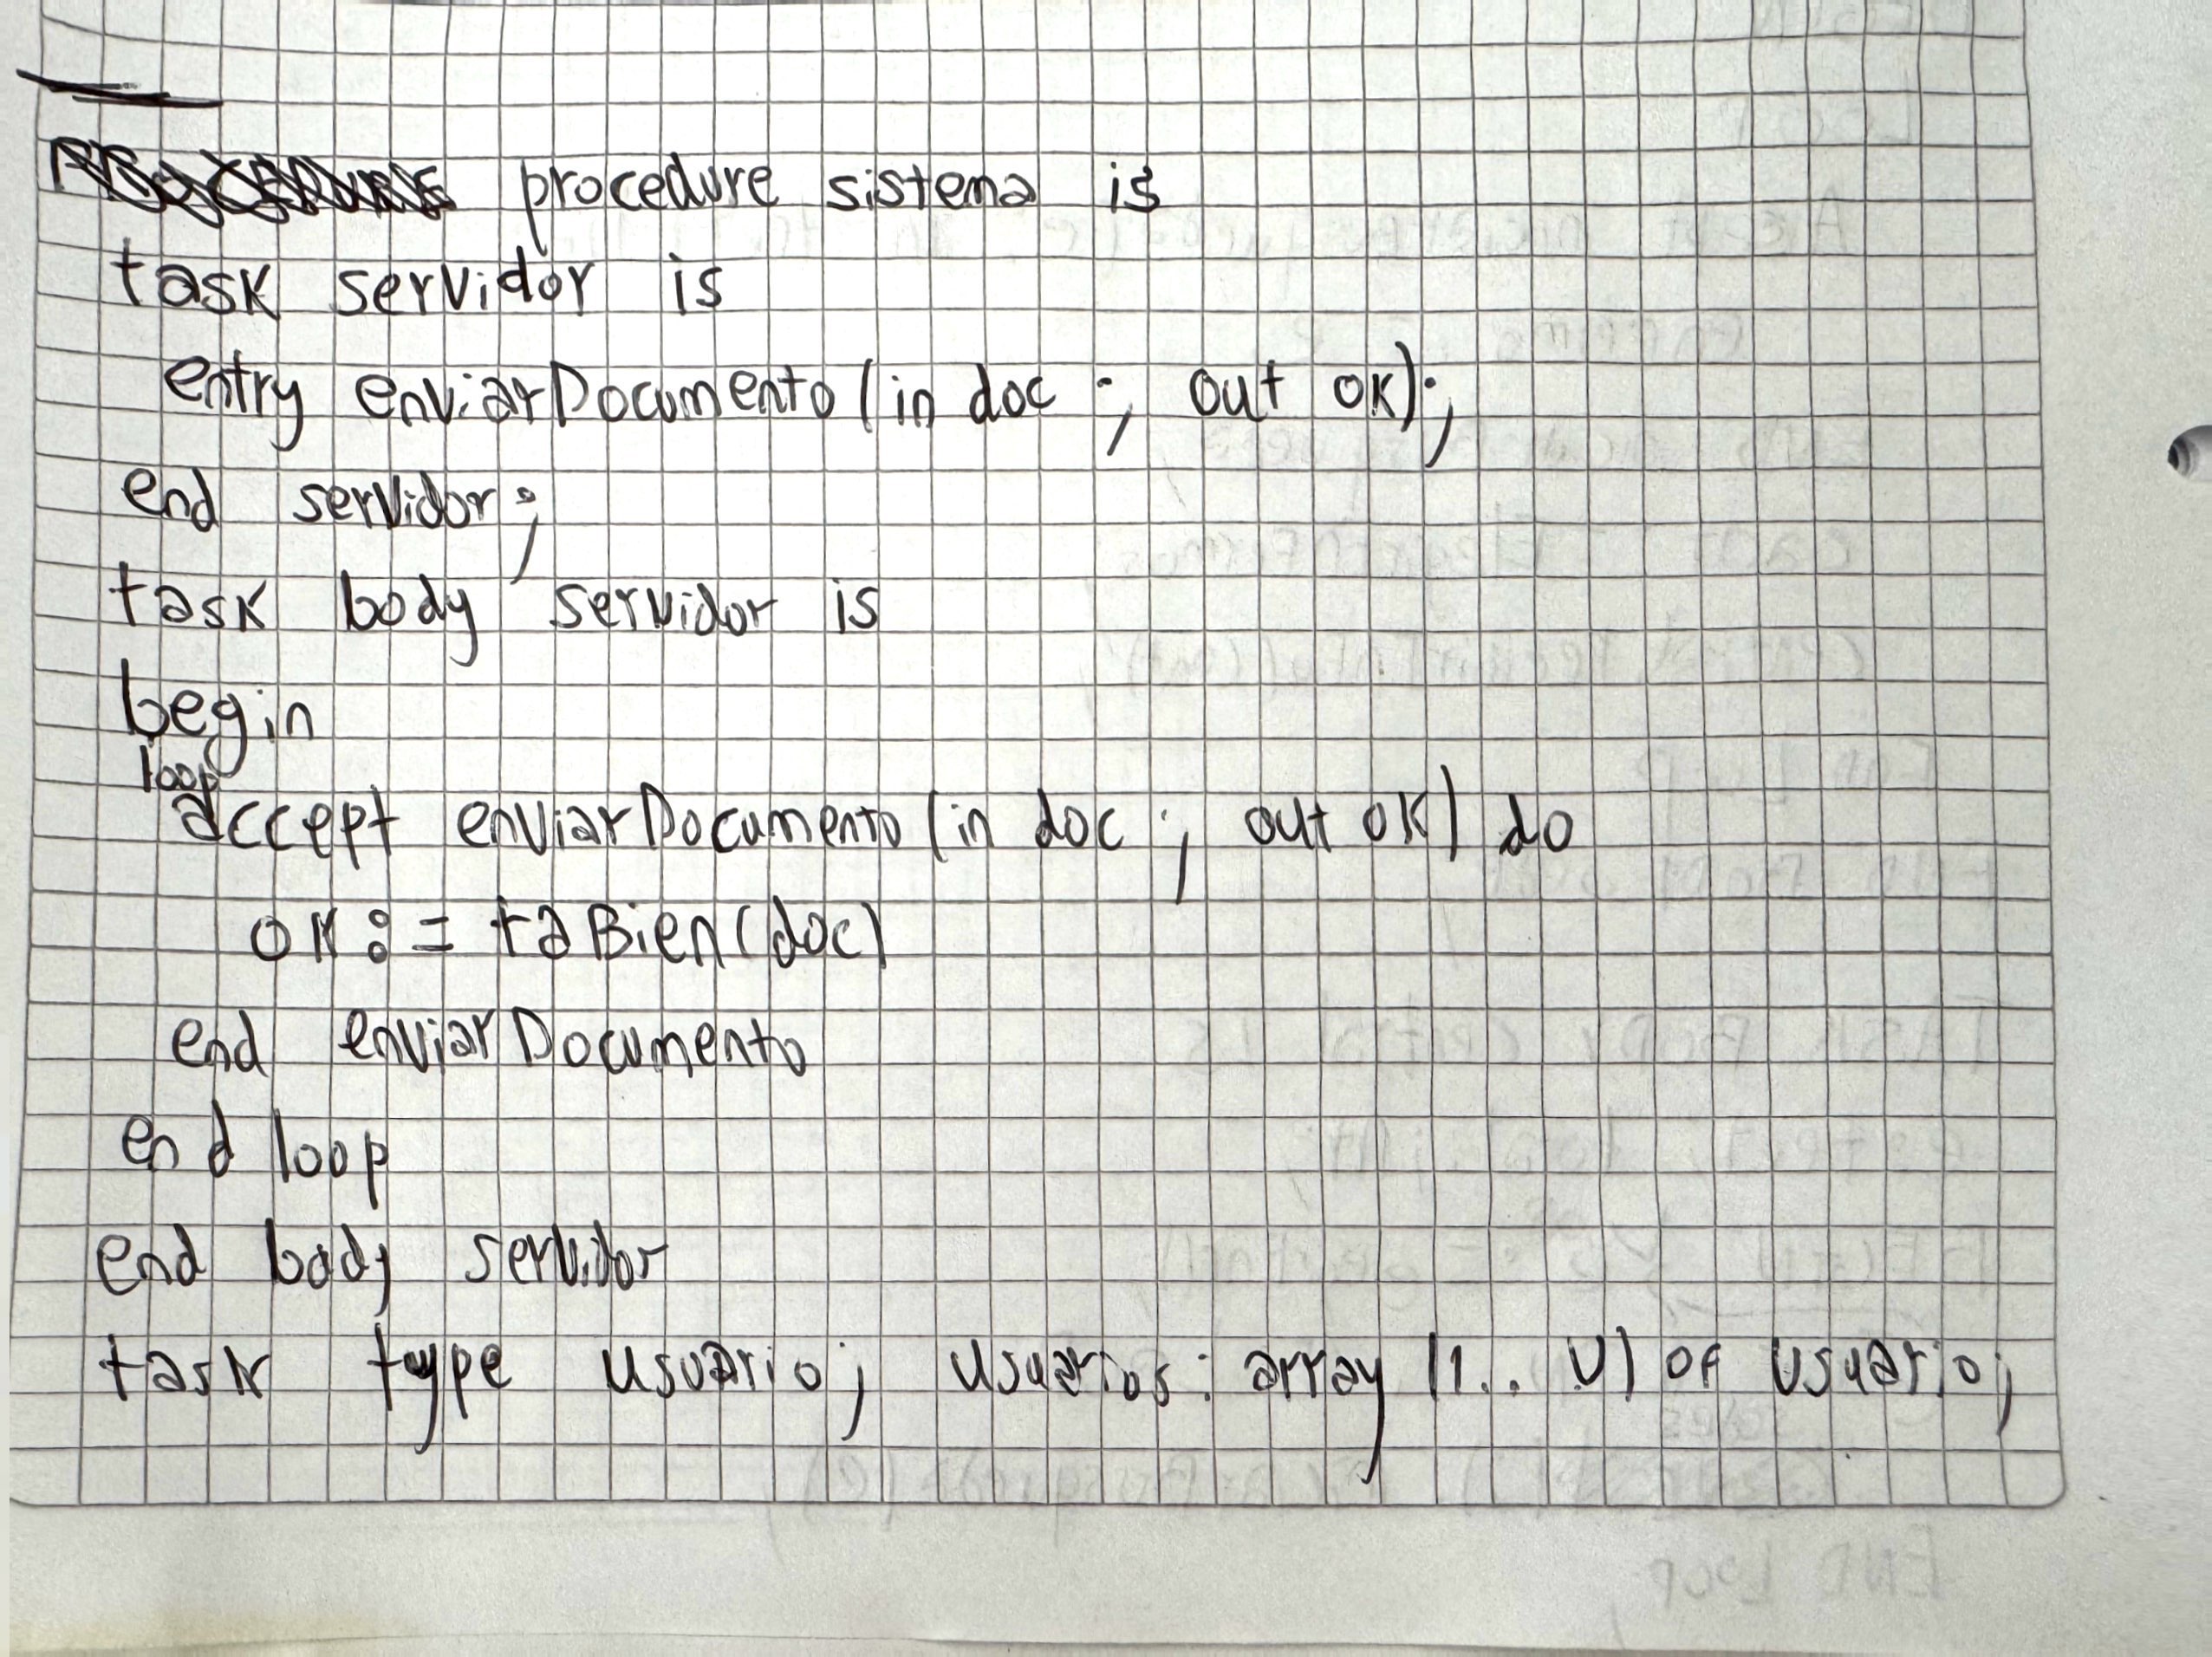 procedure sistema is
task servidor is
entry enviarDocumento (in doc ; out ok);
end servidor;
task body servidor is
begin
loop
accept enviarDocumento (in doc ; out ok) do
ok := taBien(doc)
end enviarDocumento
end loop
end body servidor
task type usuario; usuarios: array (1.. U) of usuario;